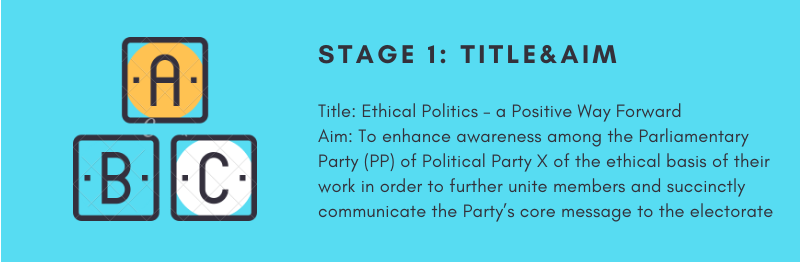 A
B
C
STAGE 1: TITLE&AIM
Title: Ethical Politics – a Positive Way Forward
Aim: To enhance awareness among the Parliamentary
Party (PP) of Political Party X of the ethical basis of their
work in order to further unite members and succinctly
communicate the Party's core message to the electorate